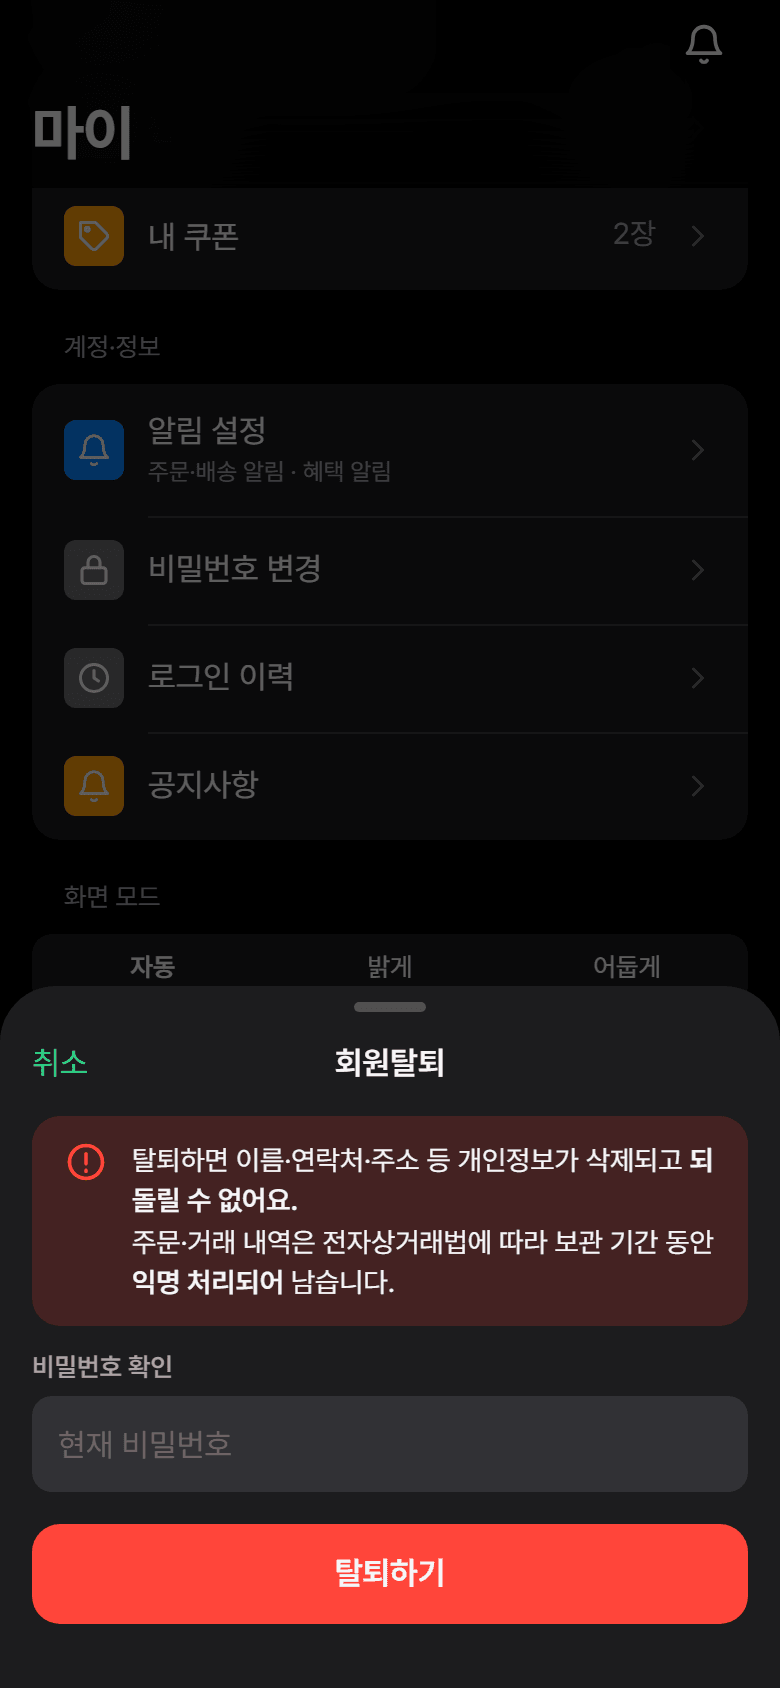 마이
내 쿠폰 2장
계정·정보
알림 설정
주문·배송 알림 · 혜택 알림
비밀번호 변경
로그인 이력
공지사항
화면 모드
자동 밝게 어둡게
취소 회원탈퇴
탈퇴하면 이름·연락처·주소 등 개인정보가 삭제되고 되
돌릴 수 없어요.
주문·거래 내역은 전자상거래법에 따라 보관 기간 동안
익명 처리되어 남습니다.
비밀번호 확인
현재 비밀번호
탈퇴하기